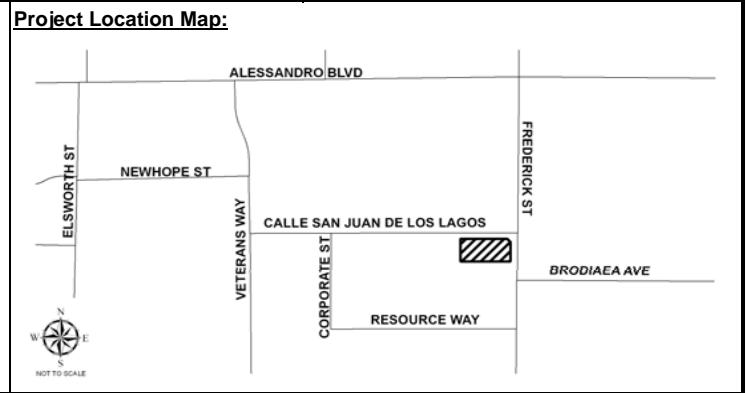 Project Location Map:
ALESSANDRO BLVD
ELSWORTH ST
NEWHOPE ST
FREDERICK ST
VETERANS WAY
CALLE SAN JUAN DE LOS LAGOS
CORPORATE ST
BRODIAEA AVE
RESOURCE WAY
N
W
E
S
NOT TO SCALE